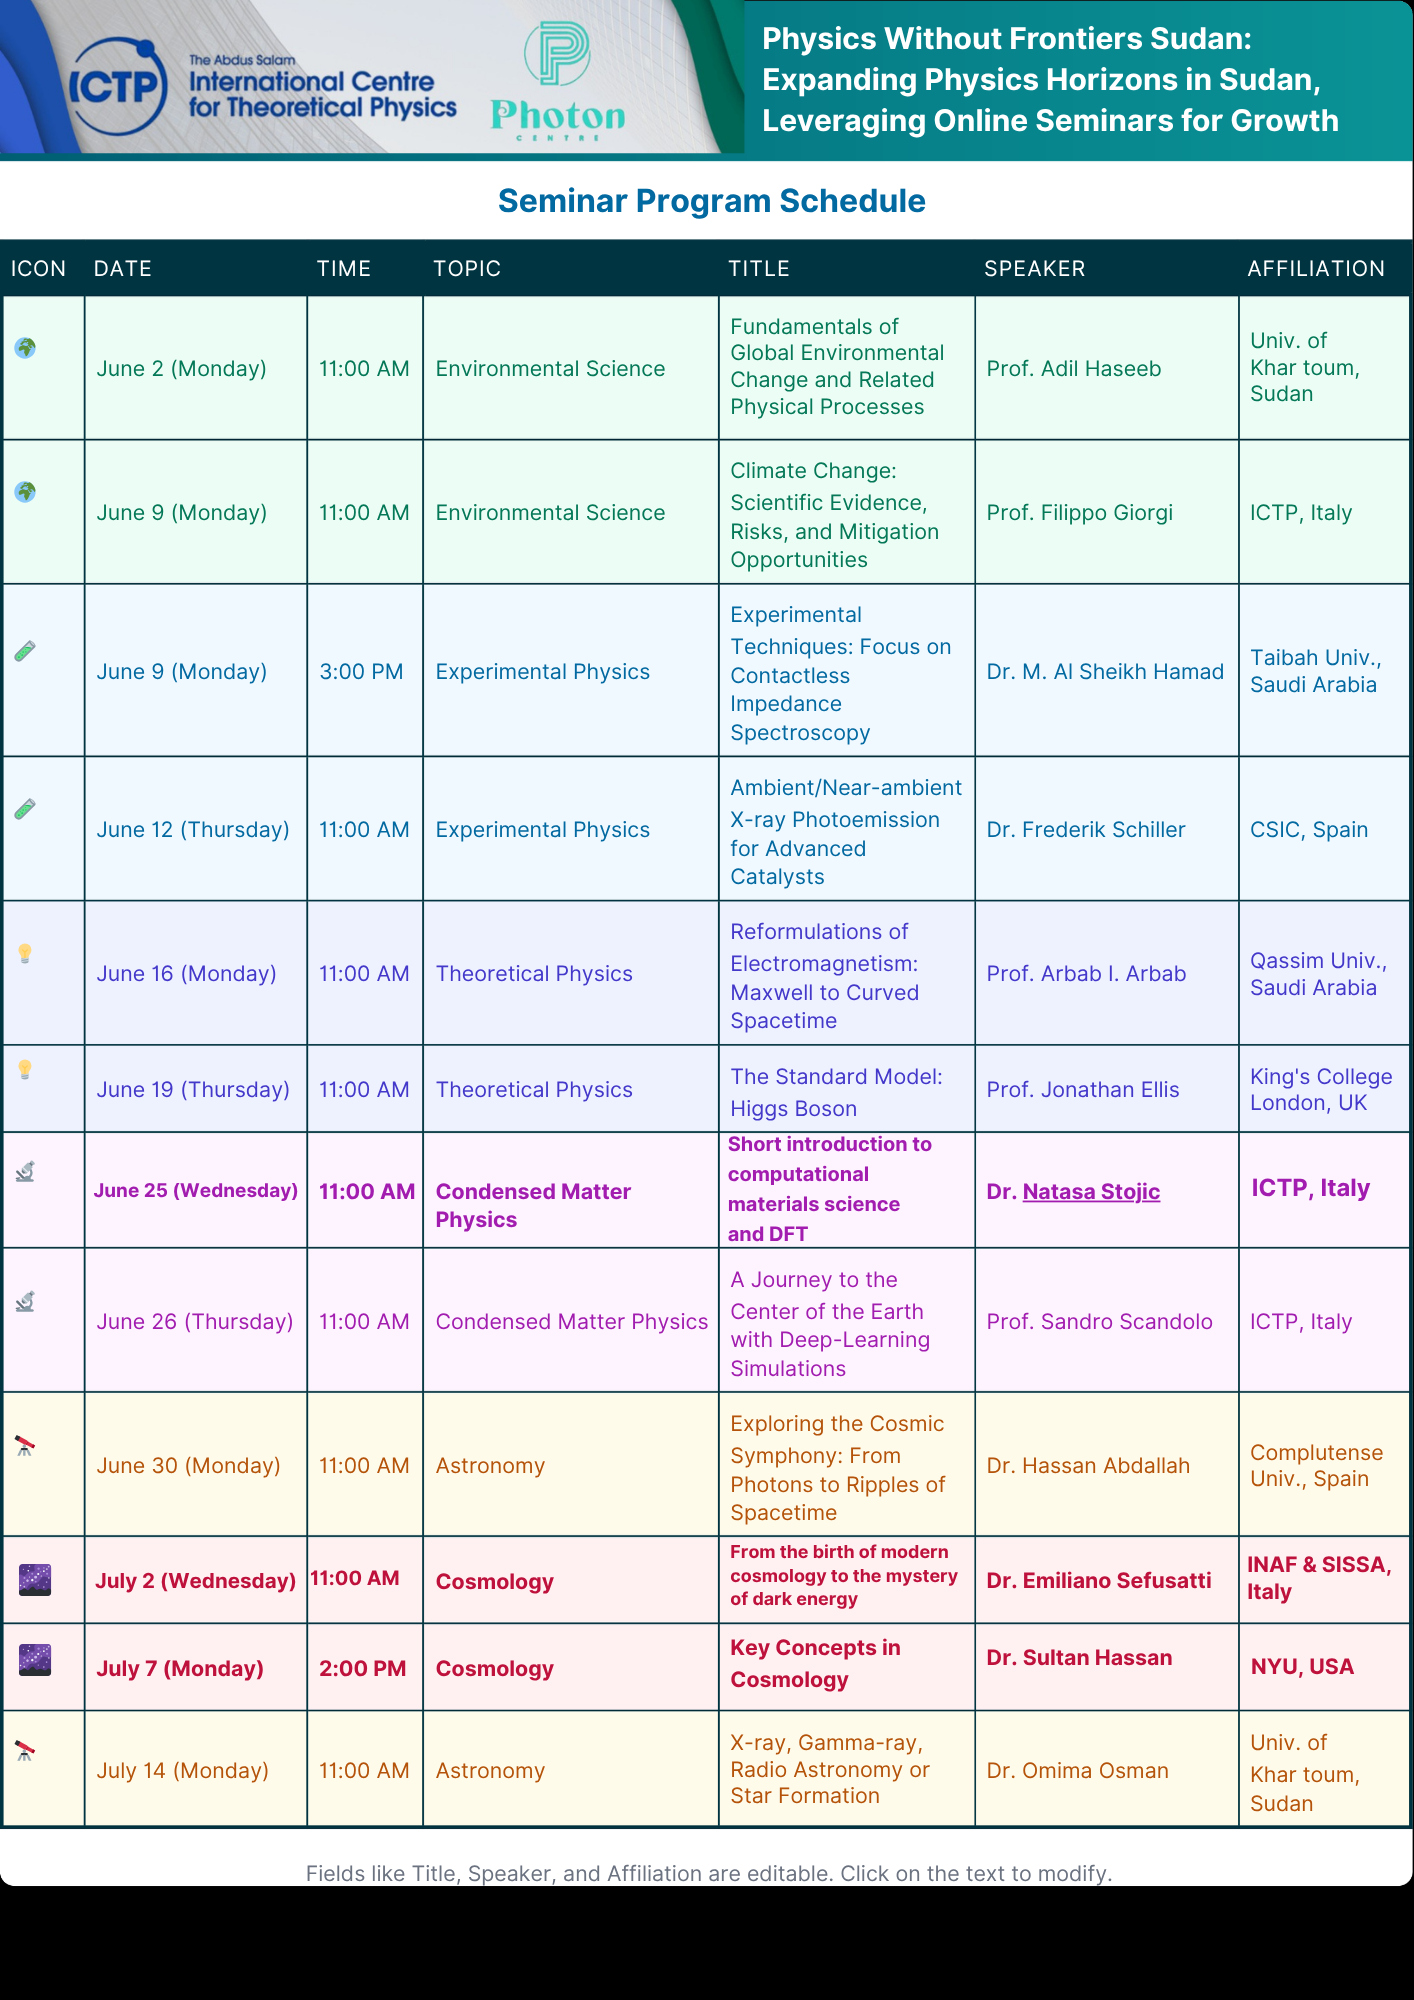 ICTP
The Abdus Salam
International Centre
for Theoretical Physics
Photon
CENTRE
Physics Without Frontiers Sudan:
Expanding Physics Horizons in Sudan,
Leveraging Online Seminars for Growth
Seminar Program Schedule
ICON DATE TIME TOPIC TITLE SPEAKER AFFILIATION
June 2 (Monday)
11:00 AM
Environmental Science
Fundamentals of
Global Environmental
Change and Related
Physical Processes
Prof. Adil Haseeb
Univ. of
Khar toum,
Sudan
June 9 (Monday)
11:00 AM
Environmental Science
Climate Change:
Scientific Evidence,
Risks, and Mitigation
Opportunities
Prof. Filippo Giorgi
ICTP, Italy
June 9 (Monday)
3:00 PM
Experimental Physics
Experimental
Techniques: Focus on
Contactless
Impedance
Spectroscopy
Dr. M. Al Sheikh Hamad
Taibah Univ.,
Saudi Arabia
June 12 (Thursday)
11:00 AM
Experimental Physics
Ambient/Near-ambient
X-ray Photoemission
for Advanced
Catalysts
Dr. Frederik Schiller
CSIC, Spain
June 16 (Monday)
11:00 AM
Theoretical Physics
Reformulations of
Electromagnetism:
Maxwell to Curved
Spacetime
Prof. Arbab I. Arbab
Qassim Univ.,
Saudi Arabia
June 19 (Thursday)
11:00 AM
Theoretical Physics
The Standard Model:
Higgs Boson
Prof. Jonathan Ellis
King's College
London, UK
June 25 (Wednesday)
11:00 AM
Condensed Matter
Physics
Short introduction to
computational
materials science
and DFT
Dr. Natasa Stojic
ICTP, Italy
June 26 (Thursday)
11:00 AM
Condensed Matter Physics
A Journey to the
Center of the Earth
with Deep-Learning
Simulations
Prof. Sandro Scandolo
ICTP, Italy
June 30 (Monday)
11:00 AM
Astronomy
Exploring the Cosmic
Symphony: From
Photons to Ripples of
Spacetime
Dr. Hassan Abdallah
Complutense
Univ., Spain
July 2 (Wednesday)
11:00 AM
Cosmology
From the birth of modern
cosmology to the mystery
of dark energy
Dr. Emiliano Sefusatti
INAF & SISSA,
Italy
July 7 (Monday)
2:00 PM
Cosmology
Key Concepts in
Cosmology
Dr. Sultan Hassan
NYU, USA
July 14 (Monday)
11:00 AM
Astronomy
X-ray, Gamma-ray,
Radio Astronomy or
Star Formation
Dr. Omima Osman
Univ. of
Khar toum,
Sudan
Fields like Title, Speaker, and Affiliation are editable. Click on the text to modify.